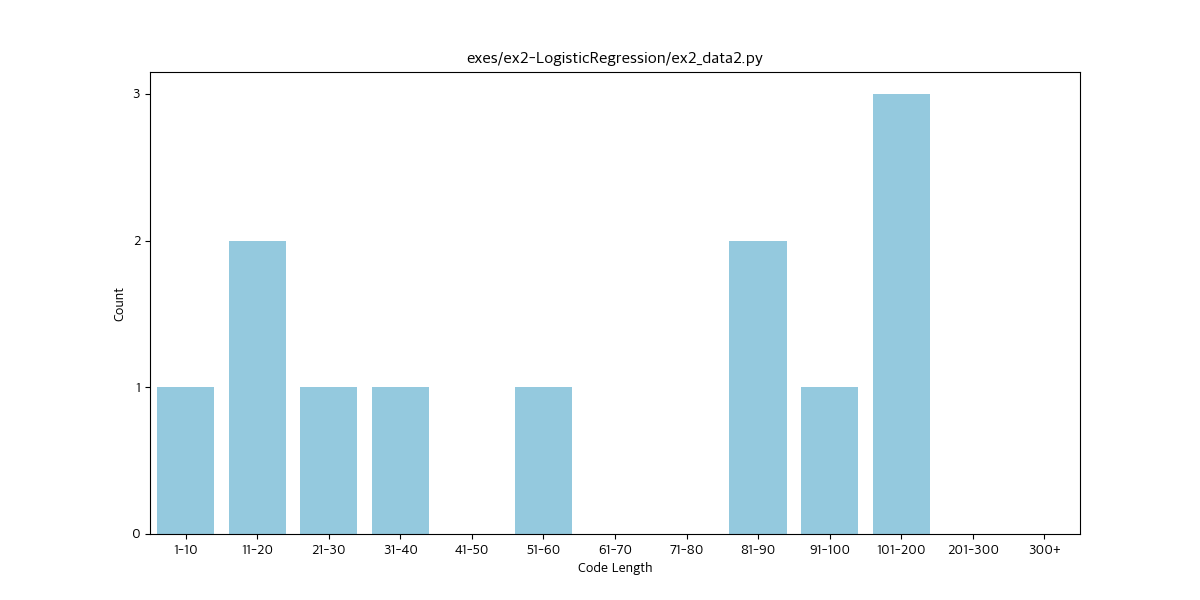 exes/ex2-LogisticRegression/ex2_data2.py
3
2
1
0
Count
1-10 11-20 21-30 31-40 41-50 51-60 61-70 71-80 81-90 91-100 101-200 201-300 300+
Code Length